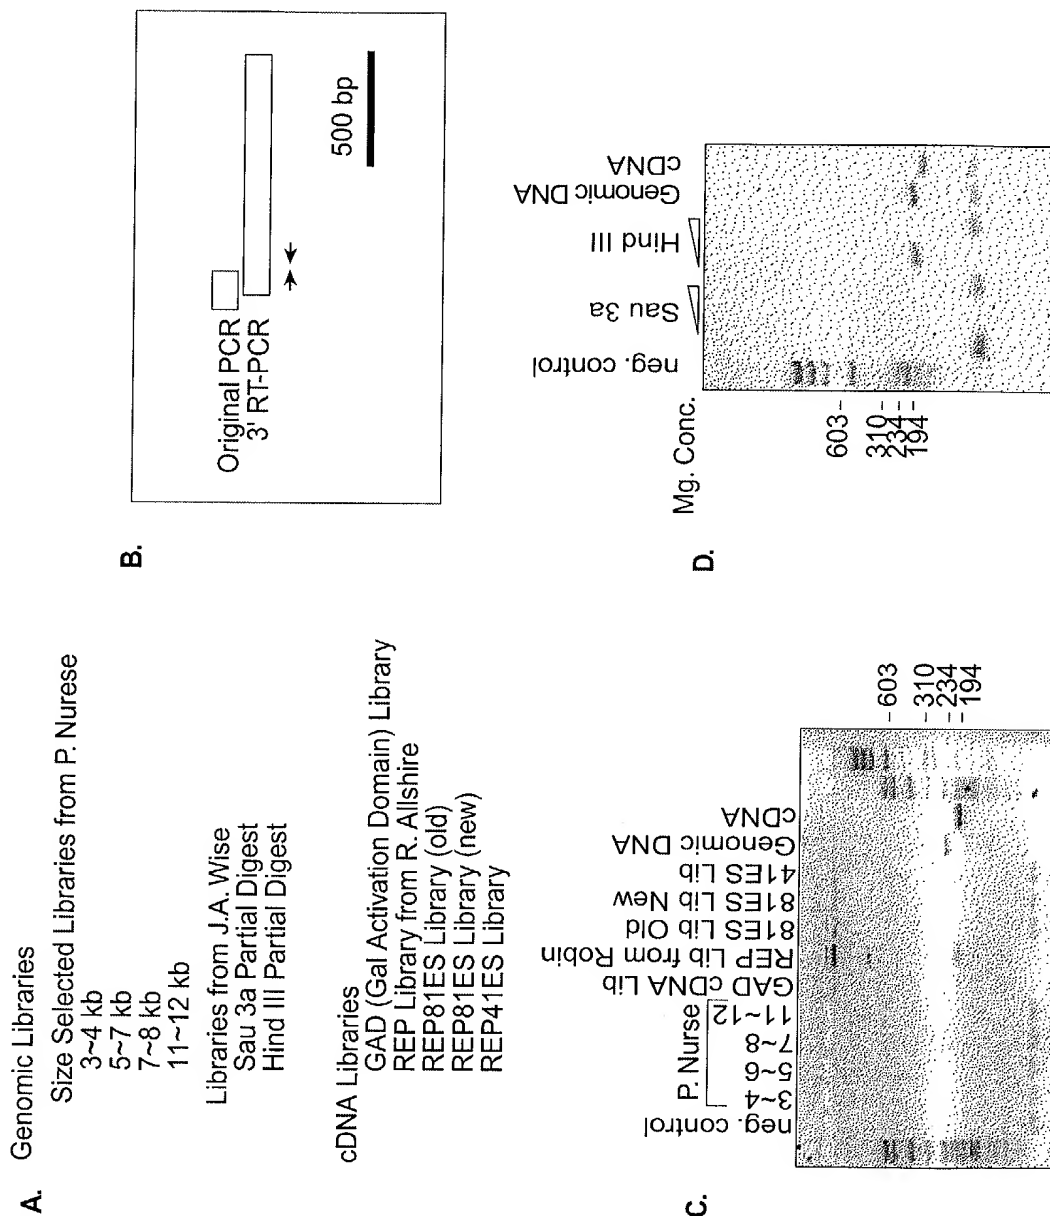 A.
Genomic Libraries
Size Selected Libraries from P. Nurese
3~4 kb
5~7 kb
7~8 kb
11~12 kb
Libraries from J.A. Wise
Sau 3a Partial Digest
Hind III Partial Digest
cDNA Libraries
GAD (Gal Activation Domain) Library
REP Library from R. Allshire
REP81ES Library (old)
REP81ES Library (new)
REP41ES Library
B.
Original PCR
3' RT-PCR
500 bp
C.
neg. control
P. Nurse
3~4
5~6
7~8
11~12
GAD cDNA Lib
REP Lib from Robin
81ES Lib Old
81ES Lib New
41ES Lib
Genomic DNA
cDNA
603
310
234
194
D.
Mg. Conc.
neg. control
Sau 3a
Hind III
Genomic DNA
cDNA
603
310
234
194